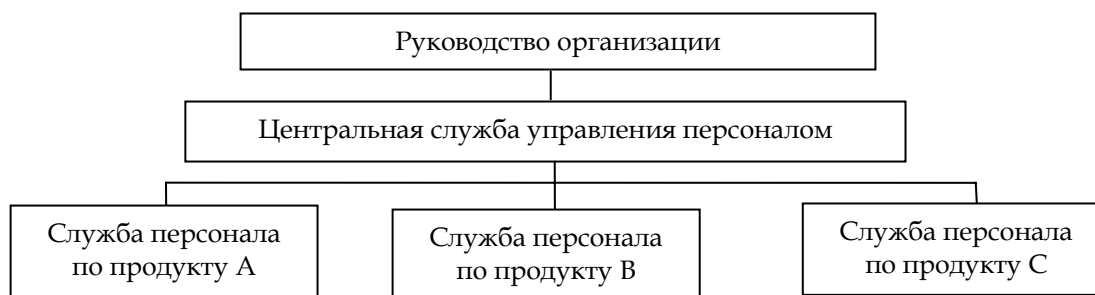 Руководство организации
Центральная служба управления персоналом
Служба персонала
по продукту А
Служба персонала
по продукту В
Служба персонала
по продукту С